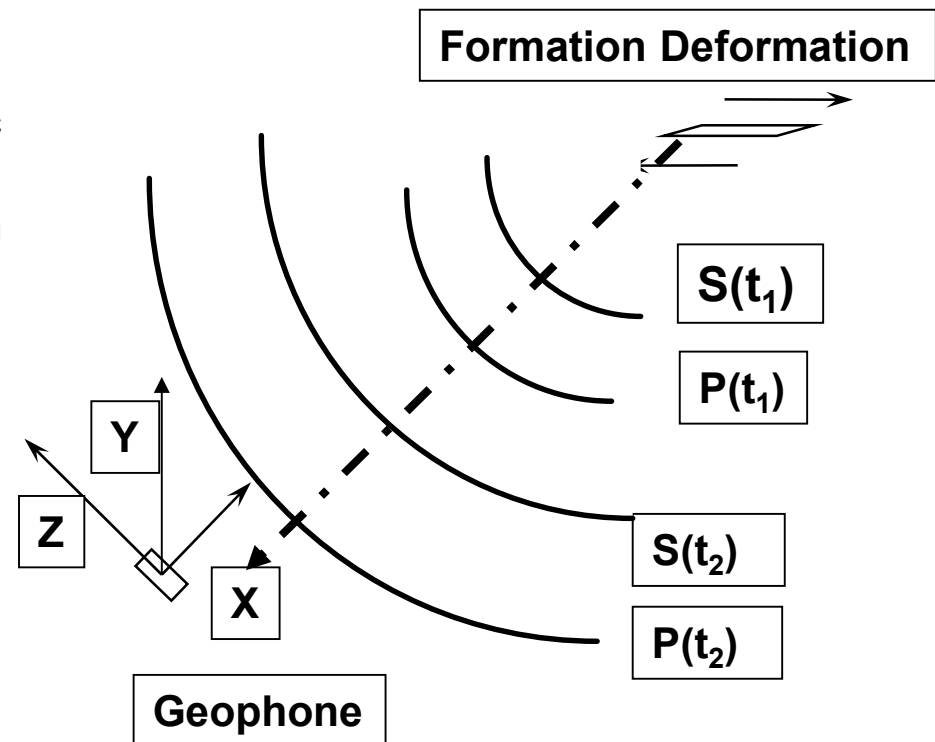 Formation Deformation
S(t₁)
P(t₁)
Y
Z
X
S(t₂)
P(t₂)
Geophone